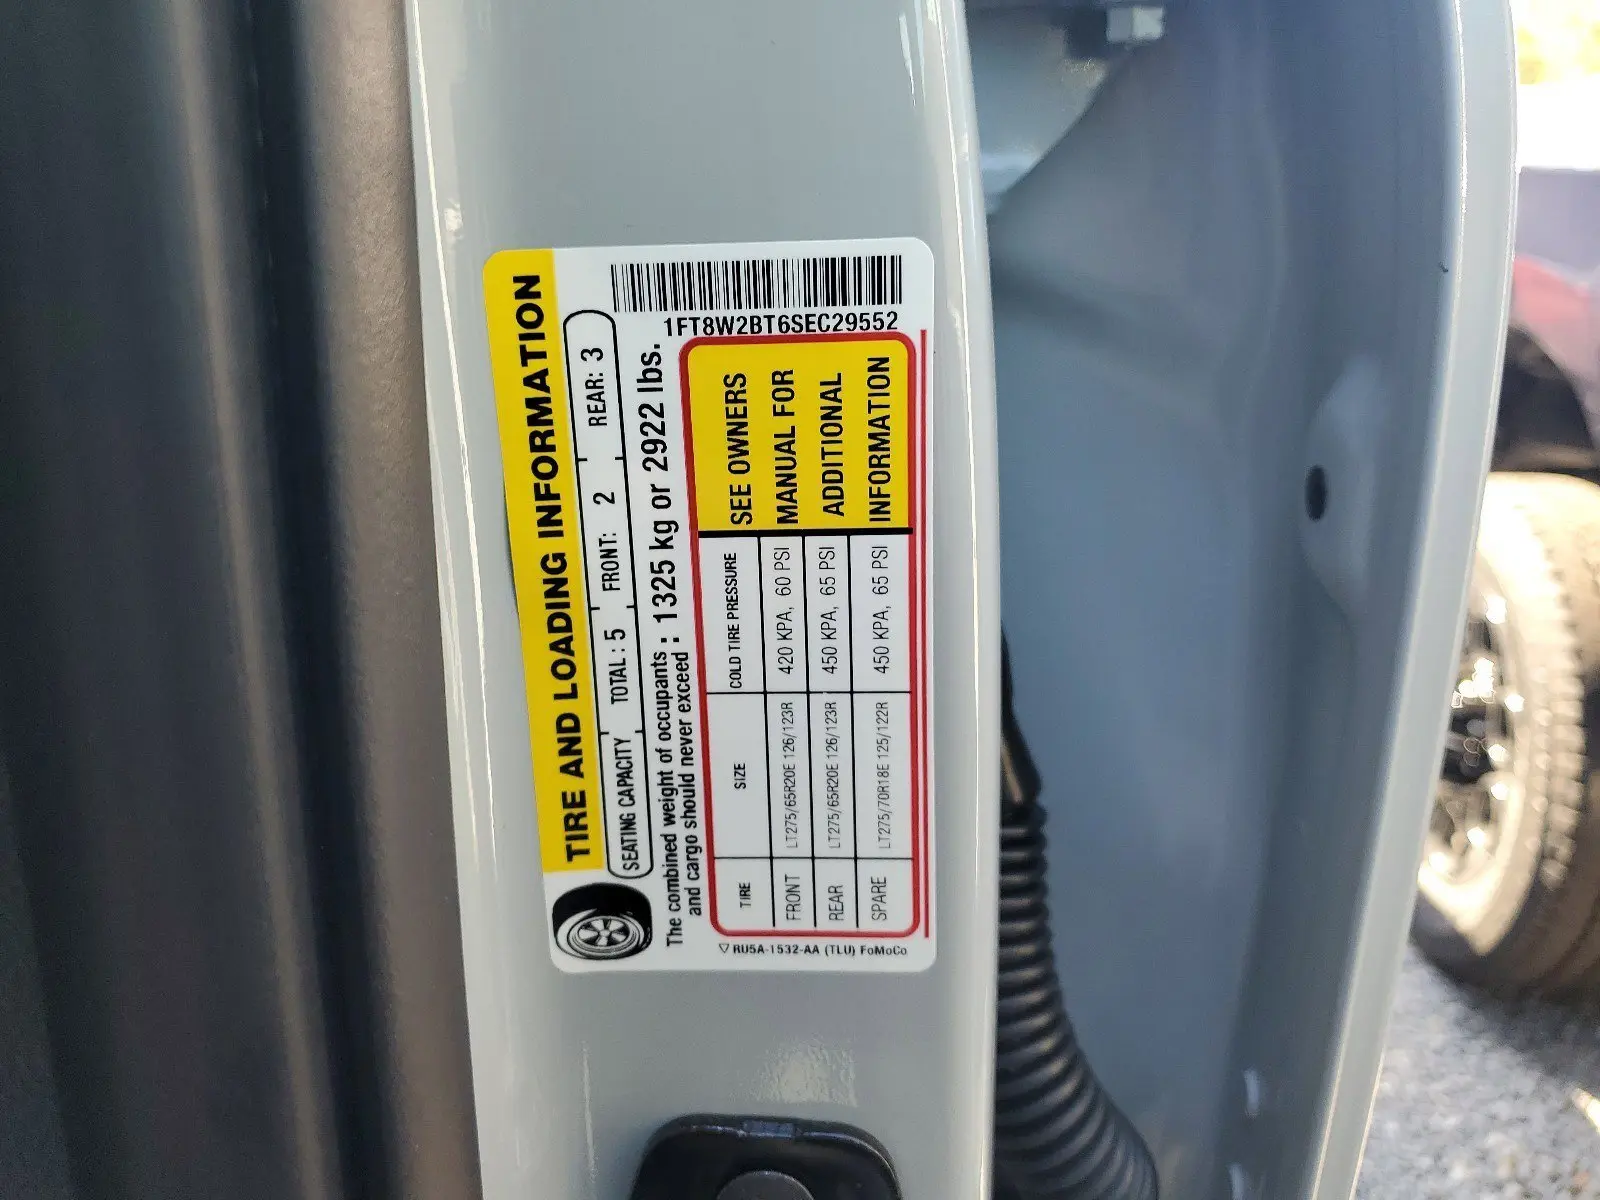 TIRE AND LOADING INFORMATION
SEATING CAPACITY TOTAL : 5 FRONT: 2 REAR: 3
The combined weight of occupants and cargo should never exceed : 1325 kg or 2922 lbs.
1FT8W2BT6SEC29552
TIRE SIZE COLD TIRE PRESSURE
FRONT LT275/65R20E 126/123R 420 KPA, 60 PSI
REAR LT275/65R20E 126/123R 450 KPA, 65 PSI
SPARE LT275/70R18E 125/122R 450 KPA, 65 PSI
SEE OWNERS
MANUAL FOR
ADDITIONAL
INFORMATION
RU5A-1532-AA (TLU) FoMoCo